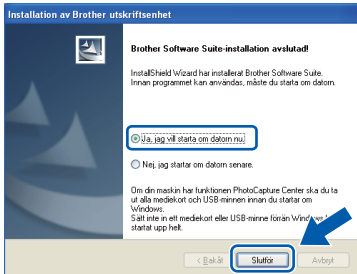 Installation av Brother utskriftsenhet
Brother Software Suite-installation avslutad!
InstallShield Wizard har installerat Brother Software Suite.
Innan programmet kan användas, måste du starta om datorn.
Ja, jag vill starta om datorn nu.
Nej, jag startar om datorn senare.
Om din maskin har funktionen PhotoCapture Center ska du ta
ut alla mediekort och USB-minnen innan du startar om
Windows.
Sätt inte in ett mediekort eller USB-minne förrän Windows
startat upp helt.
< Bakåt
Slutför
Avbryt